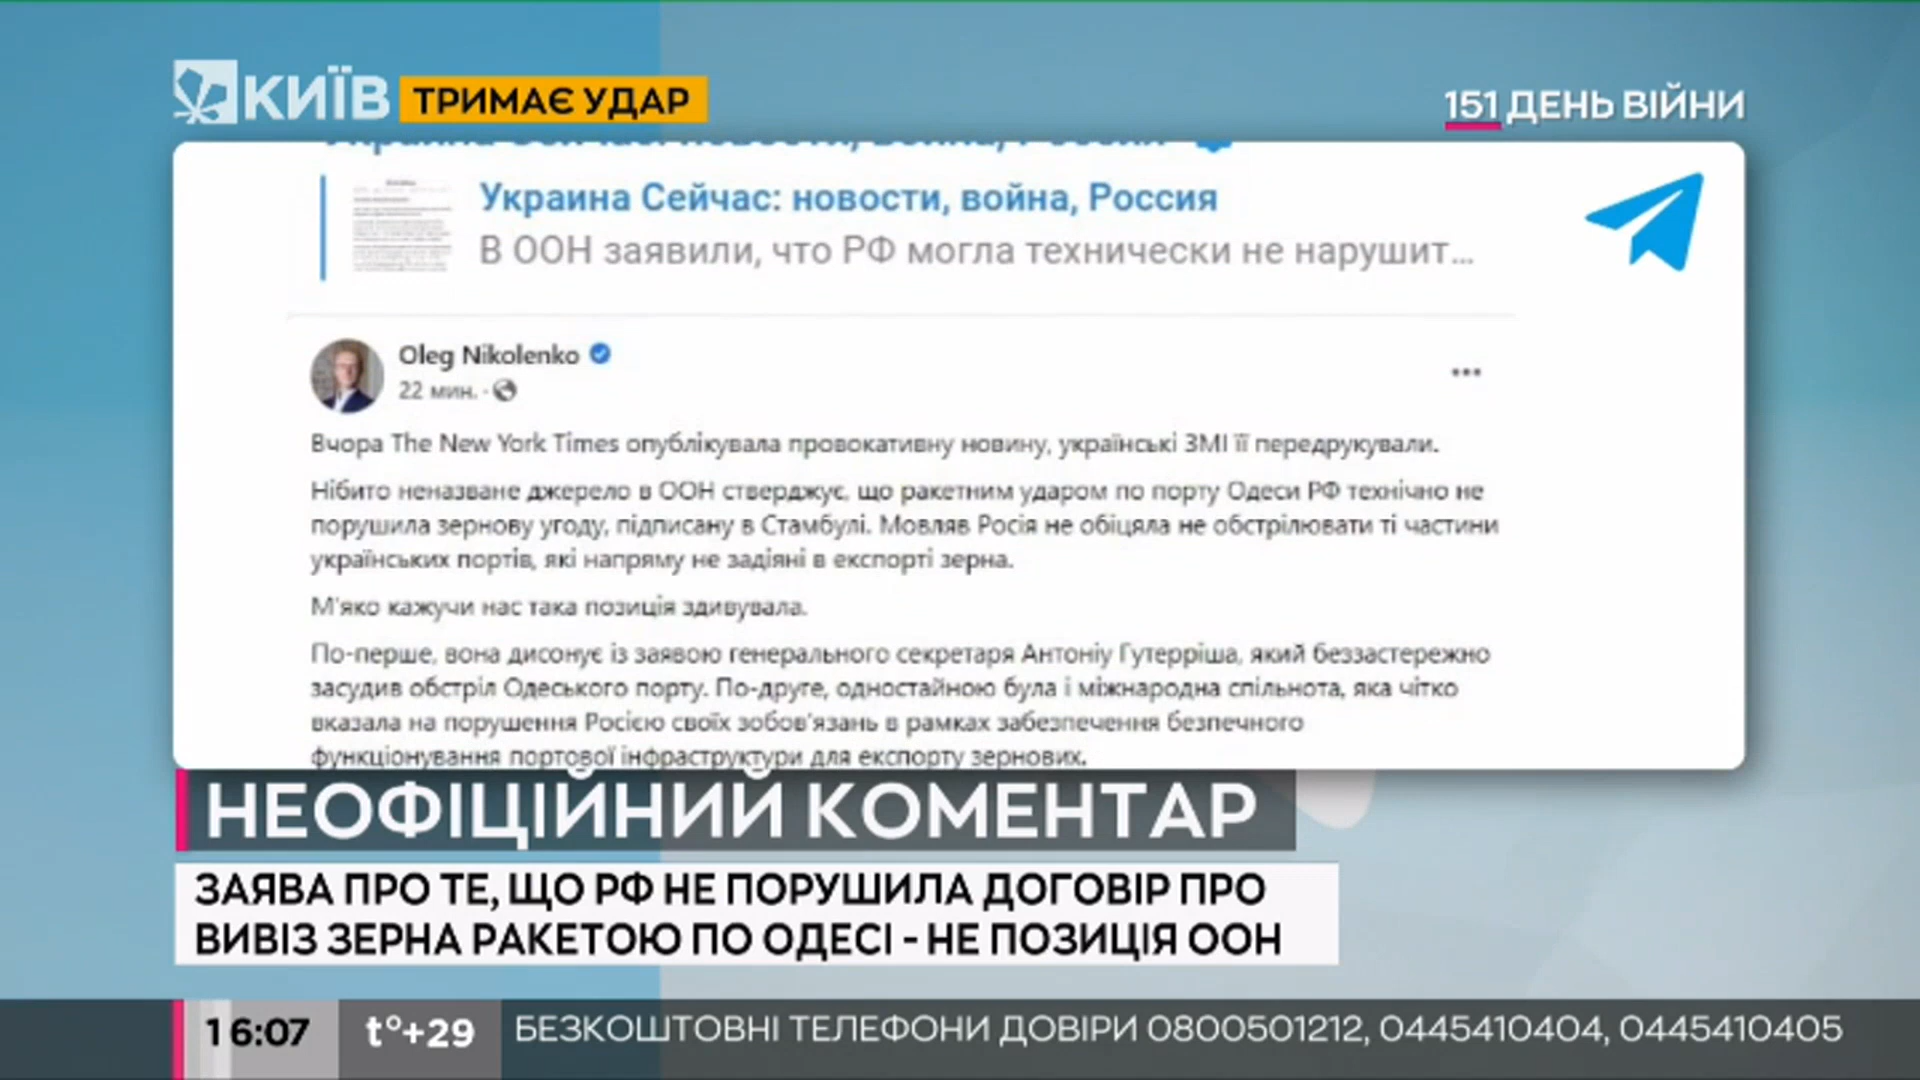 КИЇВ ТРИМАЄ УДАР
151 ДЕНЬ ВІЙНИ
Украина Сейчас: новости, война, Россия
Украина Сейчас: новости, война, Россия
В ООН заявили, что РФ могла технически не нарушит...
Oleg Nikolenko
22 мин. ·
Вчора The New York Times опублікувала провокативну новину, українські ЗМІ її передрукували.
Нібито неназване джерело в ООН стверджує, що ракетним ударом по порту Одеси РФ технічно не
порушила зернову угоду, підписану в Стамбулі. Мовляв Росія не обіцяла не обстрілювати ті частини
українських портів, які напряму не задіяні в експорті зерна.
М'яко кажучи нас така позиція здивувала.
По-перше, вона дисонує із заявою генерального секретаря Антоніу Гутерріша, який беззастережно
засудив обстріл Одеського порту. По-друге, одностайною була і міжнародна спільнота, яка чітко
вказала на порушення Росією своїх зобов'язань в рамках забезпечення безпечного
функціонування портової інфраструктури для експорту зернових.
НЕОФІЦІЙНИЙ КОМЕНТАР
ЗАЯВА ПРО ТЕ, ЩО РФ НЕ ПОРУШИЛА ДОГОВІР ПРО
ВИВІЗ ЗЕРНА РАКЕТОЮ ПО ОДЕСІ - НЕ ПОЗИЦІЯ ООН
16:07 t°+29 БЕЗКОШТОВНІ ТЕЛЕФОНИ ДОВІРИ 0800501212, 0445410404, 0445410405